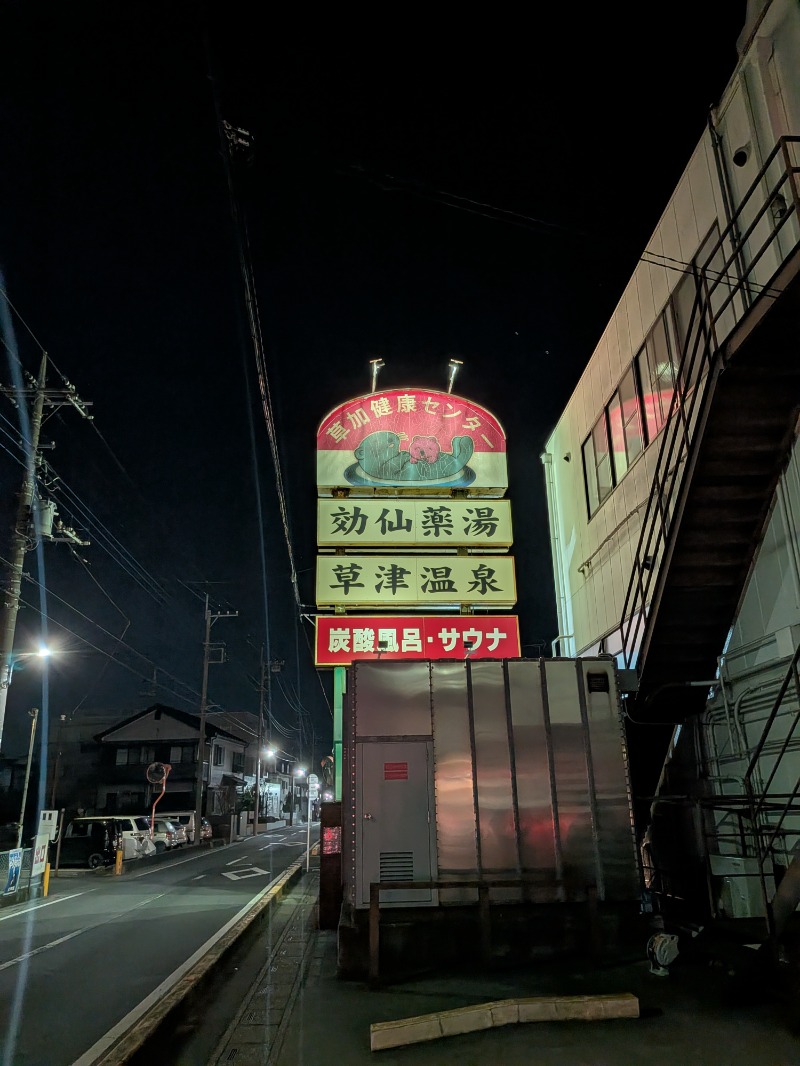 草加健康センター
効仙薬湯
草津温泉
炭酸風呂・サウナ